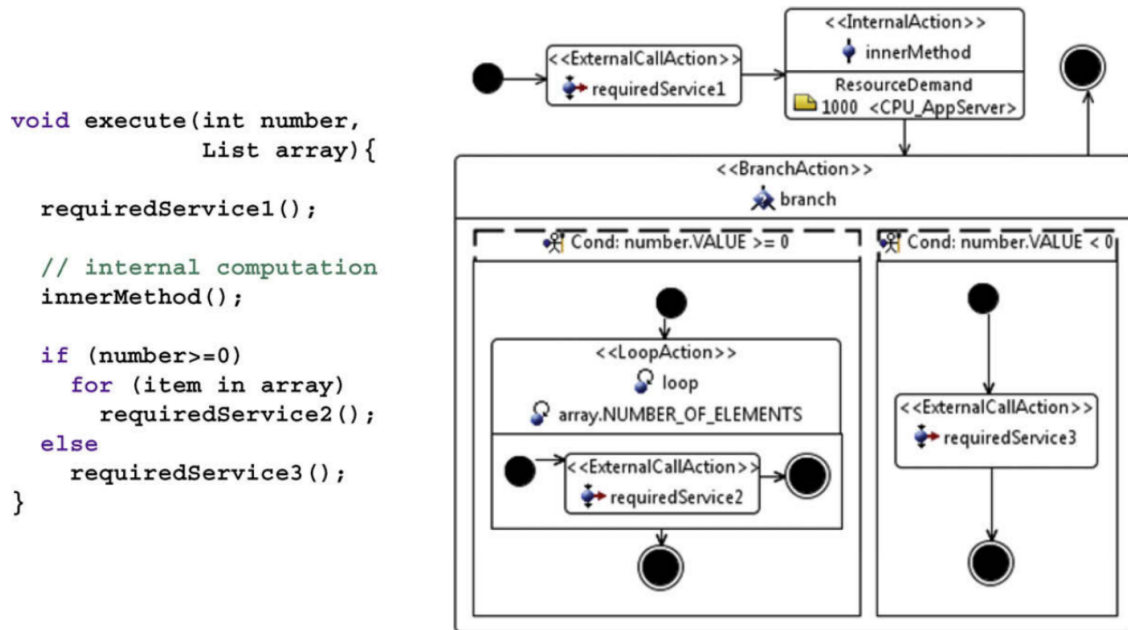 void execute(int number,
List array){
requiredService1();
// internal computation
innerMethod();
if (number>=0)
for (item in array)
requiredService2();
else
requiredService3();
}
<<ExternalCallAction>>
requiredService1
<<InternalAction>>
innerMethod
ResourceDemand
1000 <CPU_AppServer>
<<BranchAction>>
branch
Cond: number.VALUE >= 0
<<LoopAction>>
loop
array.NUMBER_OF_ELEMENTS
<<ExternalCallAction>>
requiredService2
Cond: number.VALUE < 0
<<ExternalCallAction>>
requiredService3